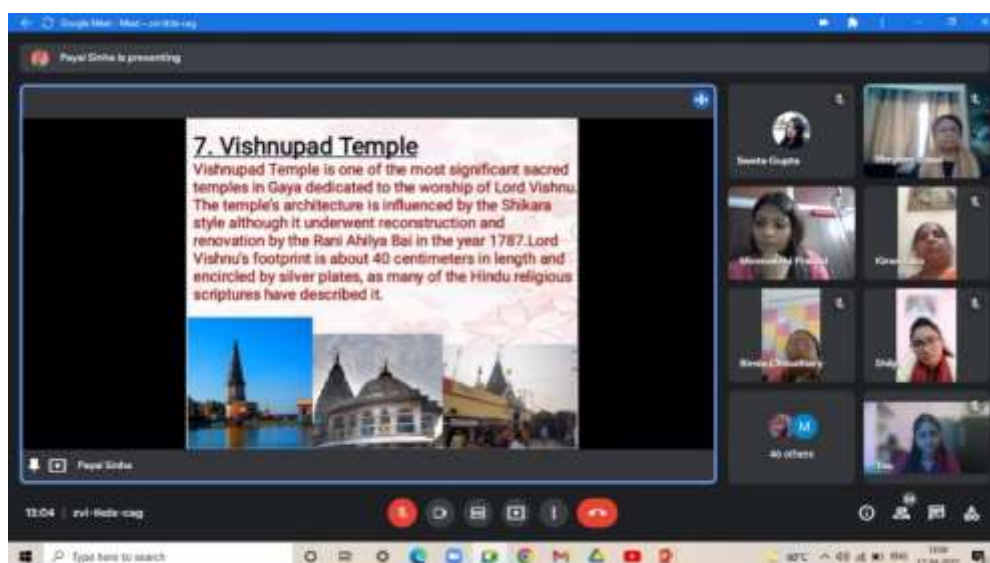 Payal Sinha is presenting
7. Vishnupad Temple
Vishnupad Temple is one of the most significant sacred
temples in Gaya dedicated to the worship of Lord Vishnu.
The temple's architecture is influenced by the Shikara
style although it underwent reconstruction and
renovation by the Rani Ahilya Bai in the year 1787.Lord
Vishnu's footprint is about 40 centimeters in length and
encircled by silver plates, as many of the Hindu religious
scriptures have described it.
Payal Sinha
Sweta Gupta
M
13:04
Type here to search